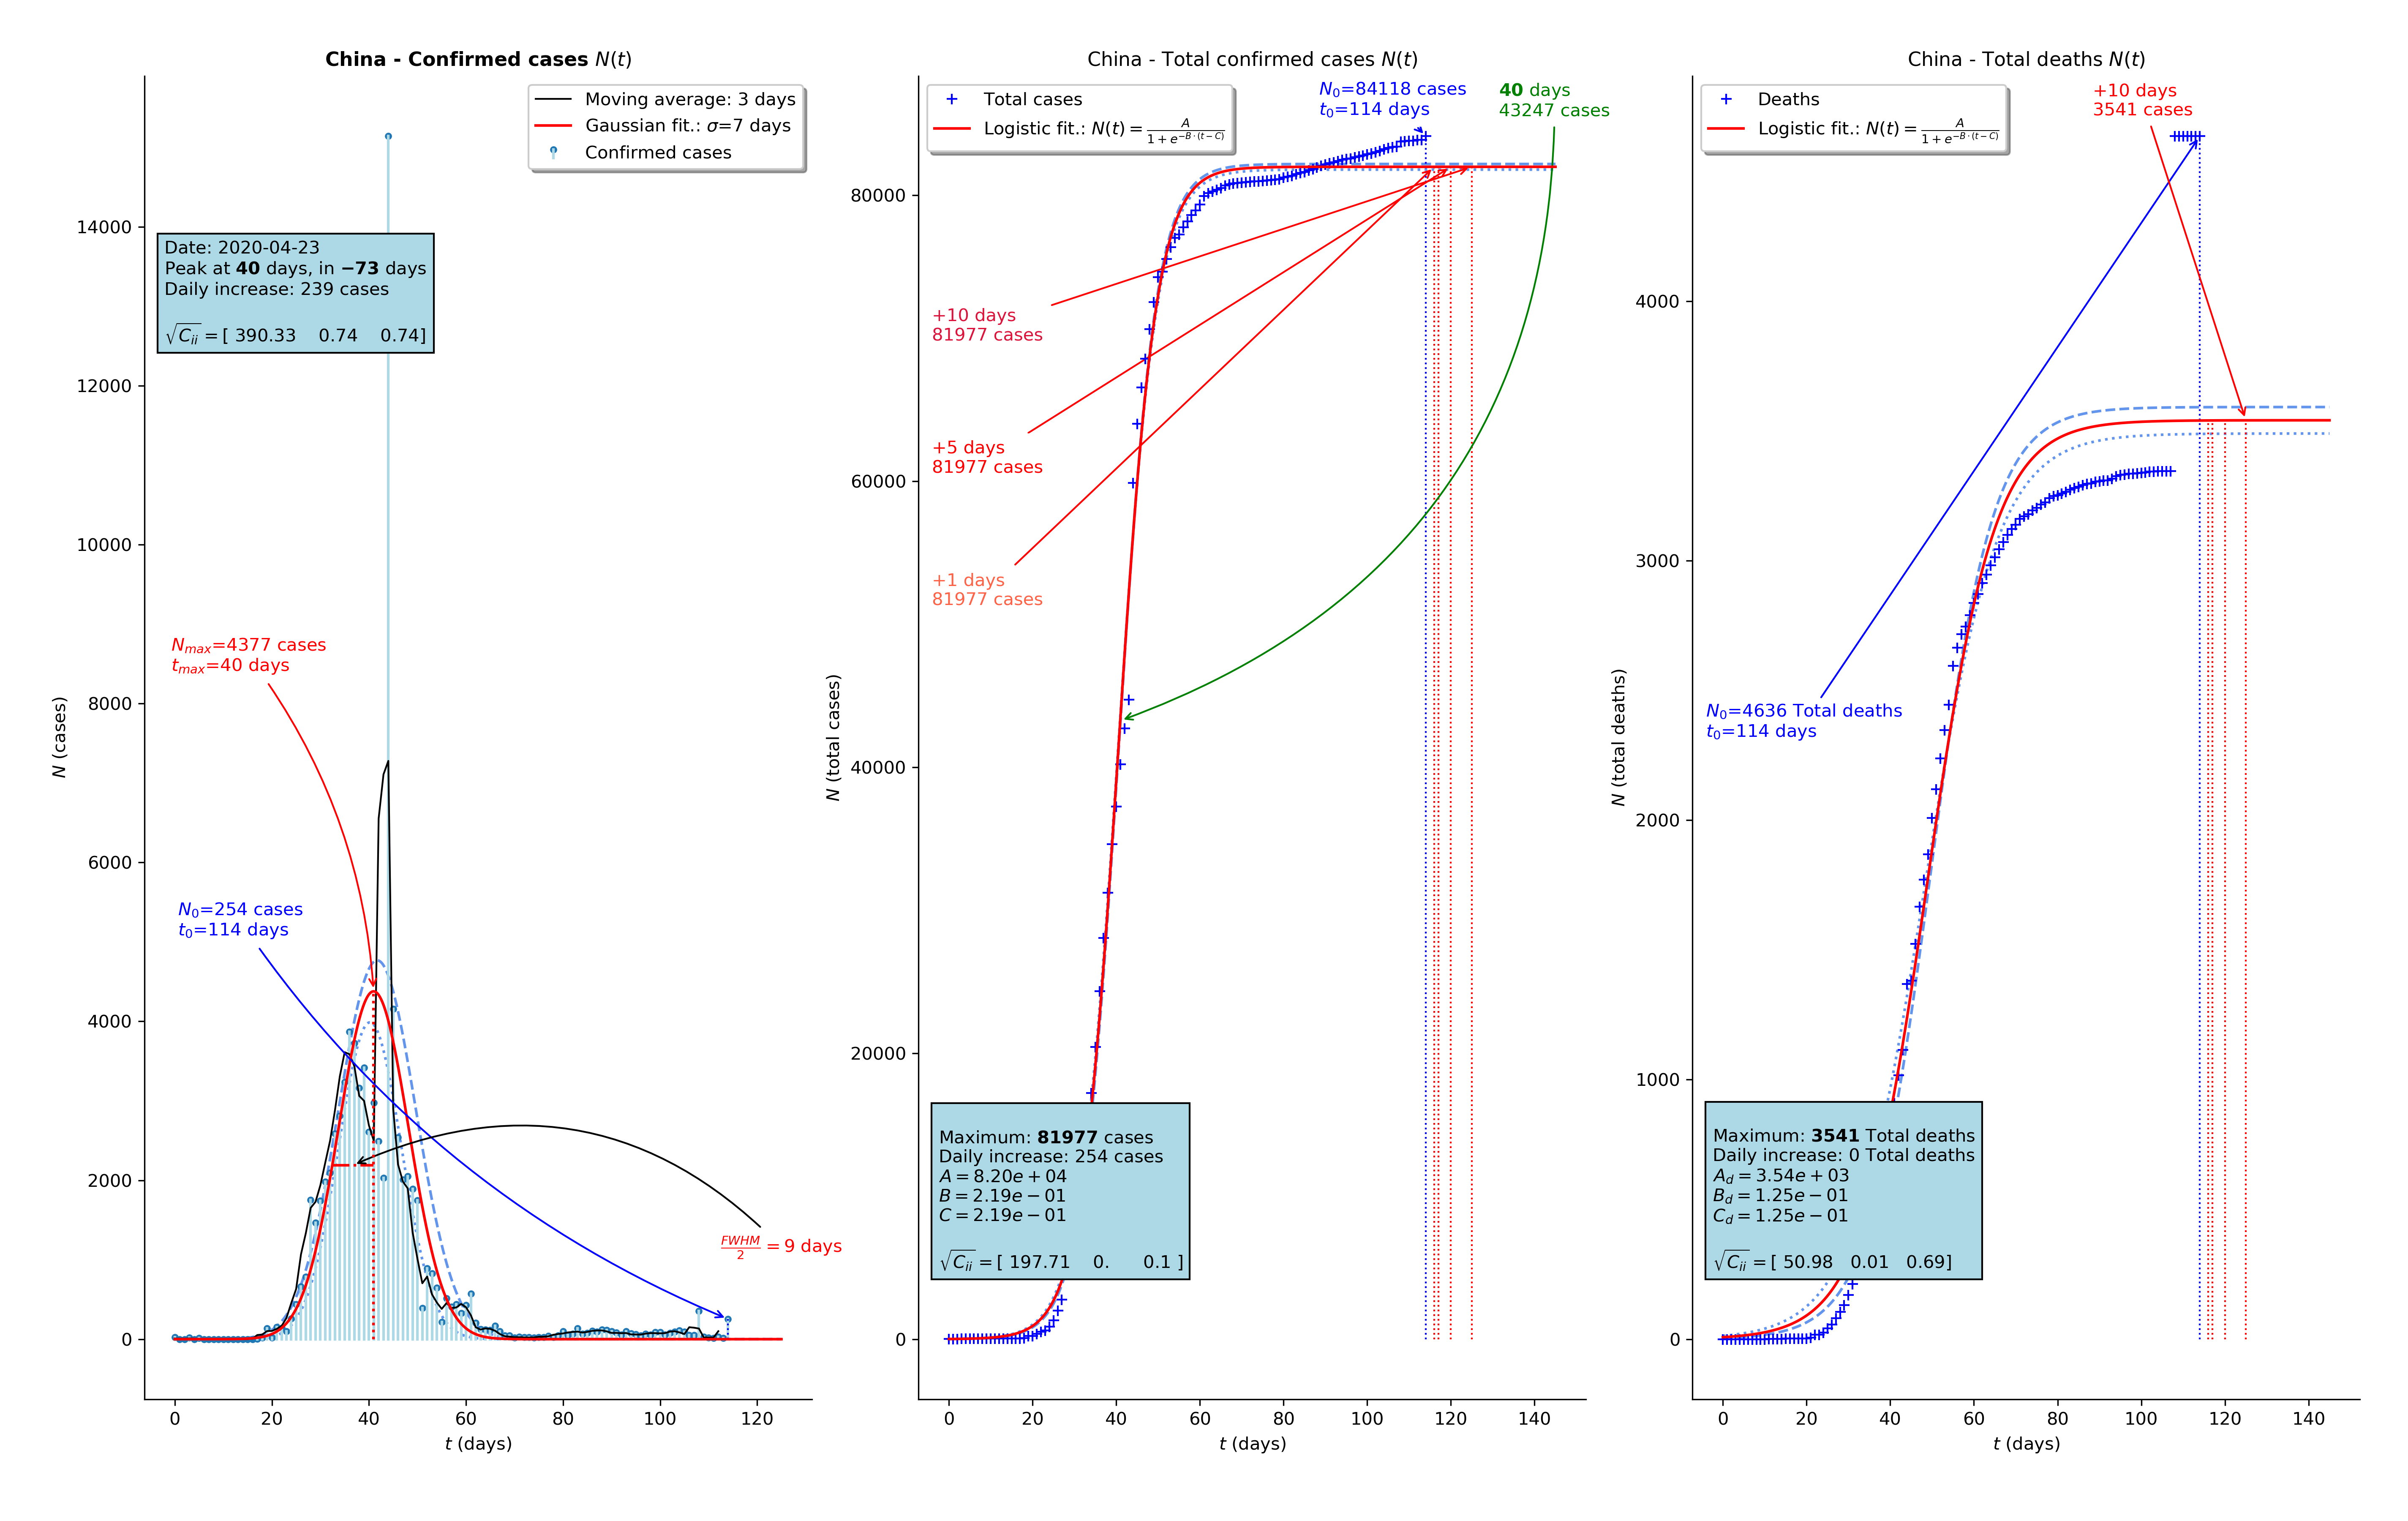 China - Confirmed cases N(t)
Moving average: 3 days
Gaussian fit.: σ=7 days
Confirmed cases
Date: 2020-04-23
Peak at 40 days, in −73 days
Daily increase: 239 cases
√C_ii = [ 390.33 0.74 0.74]
N_max=4377 cases
t_max=40 days
N_0=254 cases
t_0=114 days
FWHM/2 = 9 days
N (cases)
14000
12000
10000
8000
6000
4000
2000
0
0 20 40 60 80 100 120
t (days)
China - Total confirmed cases N(t)
Total cases
Logistic fit.: N(t) = A/(1 + e^{−B·(t−C)})
N_0=84118 cases
t_0=114 days
40 days
43247 cases
+10 days
81977 cases
+5 days
81977 cases
+1 days
81977 cases
Maximum: 81977 cases
Daily increase: 254 cases
A = 8.20e + 04
B = 2.19e − 01
C = 2.19e − 01
√C_ii = [ 197.71 0. 0.1 ]
N (total cases)
80000
60000
40000
20000
0
0 20 40 60 80 100 120 140
t (days)
China - Total deaths N(t)
Deaths
Logistic fit.: N(t) = A/(1 + e^{−B·(t−C)})
+10 days
3541 cases
N_0=4636 Total deaths
t_0=114 days
Maximum: 3541 Total deaths
Daily increase: 0 Total deaths
A_d = 3.54e + 03
B_d = 1.25e − 01
C_d = 1.25e − 01
√C_ii = [ 50.98 0.01 0.69]
N (total deaths)
4000
3000
2000
1000
0
0 20 40 60 80 100 120 140
t (days)